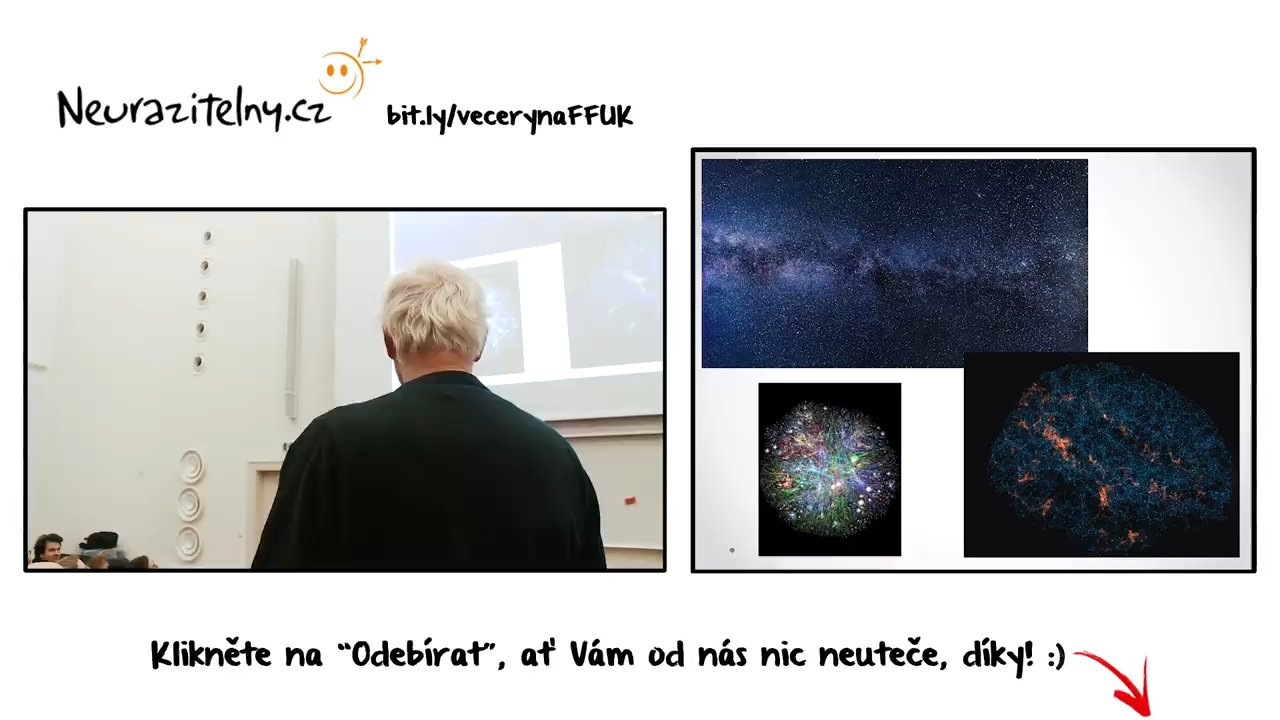 Neurazitelny.cz
bit.ly/vecerynaFFUK
Klikněte na “Odebírat”, ať Vám od nás nic neuteče, díky! :)